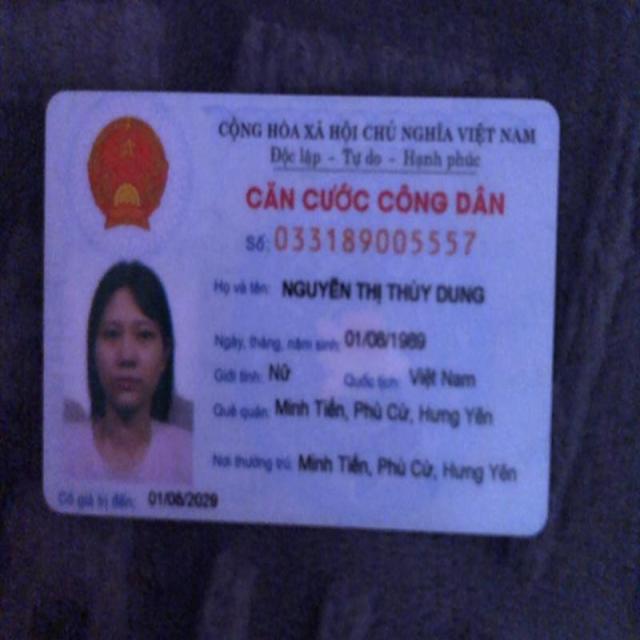 CỘNG HÒA XÃ HỘI CHỦ NGHĨA VIỆT NAM
Độc lập - Tự do - Hạnh phúc
CĂN CƯỚC CÔNG DÂN
Số: 033189005557
Họ và tên: NGUYỄN THỊ THÙY DUNG
Ngày, tháng, năm sinh: 01/06/1989
Giới tính: Nữ Quốc tịch: Việt Nam
Quê quán: Minh Tiến, Phù Cừ, Hưng Yên
Nơi thường trú: Minh Tiến, Phù Cừ, Hưng Yên
Có giá trị đến: 01/06/2029